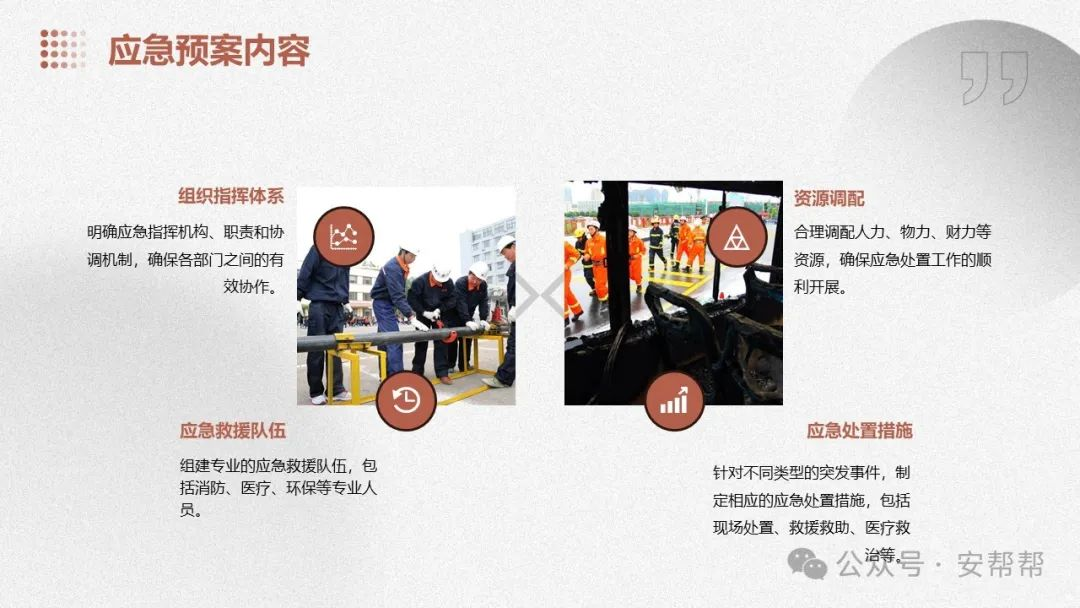 应急预案内容
组织指挥体系
明确应急指挥机构、职责和协
调机制，确保各部门之间的有
效协作。
资源调配
合理调配人力、物力、财力等
资源，确保应急处置工作的顺
利开展。
应急救援队伍
组建专业的应急救援队伍，包
括消防、医疗、环保等专业人
员。
应急处置措施
针对不同类型的突发事件，制
定相应的应急处置措施，包括
现场处置、救援救助、医疗救
治等。
公众号·安帮帮